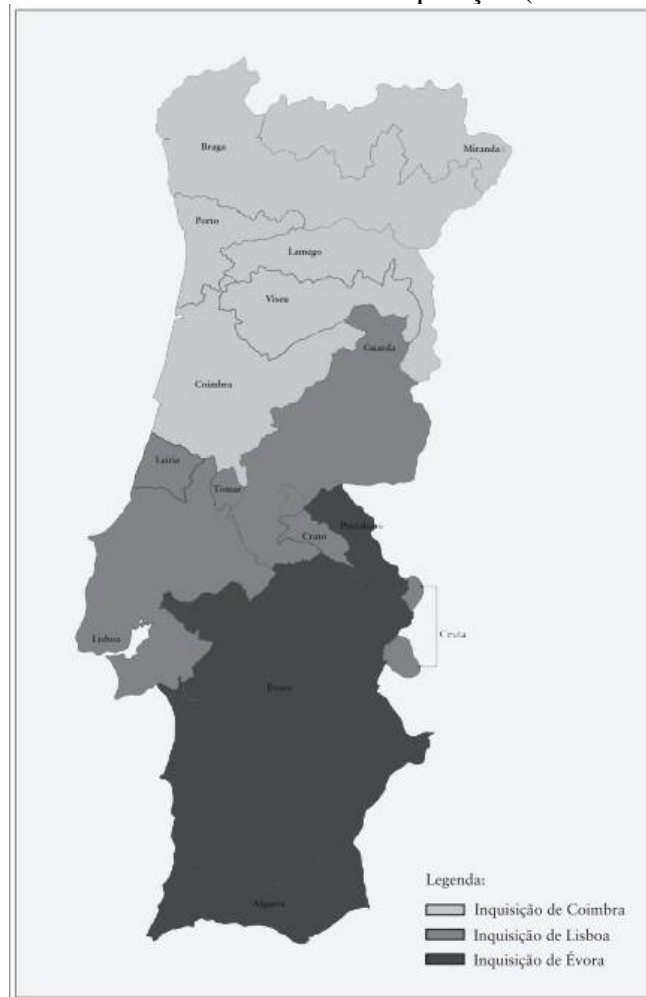 Braga
Miranda
Porto
Lamego
Viseu
Guarda
Coimbra
Leiria
Tomar
Crato
Portalegre
Ceuta
Lisboa
Évora
Algarve
Legenda:
Inquisição de Coimbra
Inquisição de Lisboa
Inquisição de Évora